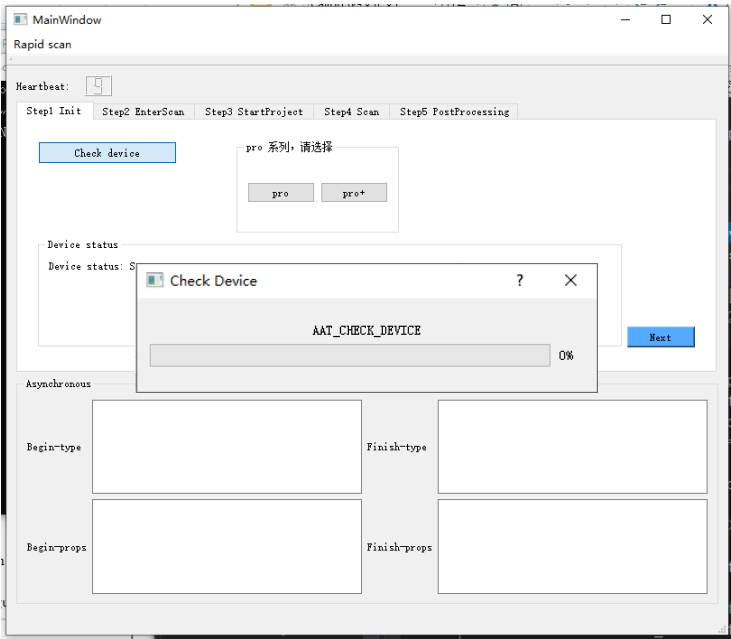 MainWindow
Rapid scan
Heartbeat: 9
Step1 Init Step2 EnterScan Step3 StartProject Step4 Scan Step5 PostProcessing
Check device
pro 系列，请选择
pro pro+
Device status
Device status: S
Check Device
AAT_CHECK_DEVICE
0%
Next
Asynchronous
Begin-type
Finish-type
Begin-props
Finish-props